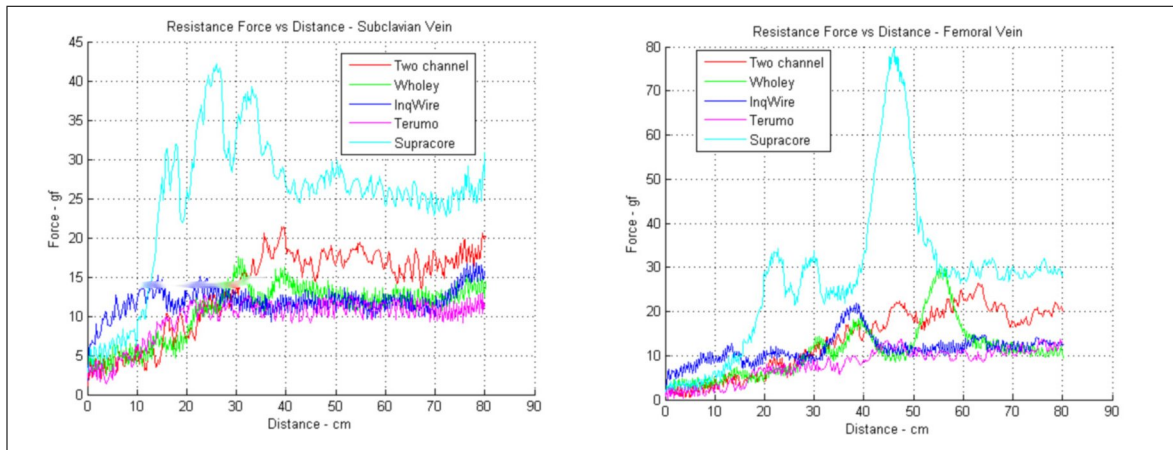 Resistance Force vs Distance - Subclavian Vein
45
40
35
30
25
20
15
10
5
0
Force - gf
Two channel
Wholey
InqWire
Terumo
Supracore
0 10 20 30 40 50 60 70 80 90
Distance - cm
Resistance Force vs Distance - Femoral Vein
80
70
60
50
40
30
20
10
0
Force - gf
Two channel
Wholey
InqWire
Terumo
Supracore
0 10 20 30 40 50 60 70 80 90
Distance - cm